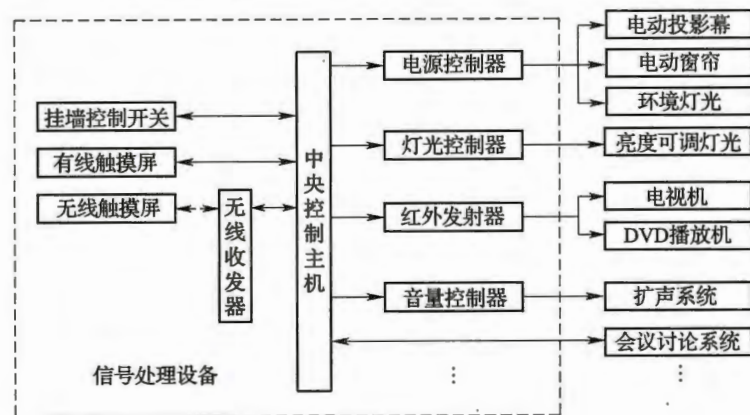 电动投影幕
电源控制器
电动窗帘
环境灯光
挂墙控制开关
灯光控制器
亮度可调灯光
有线触摸屏
中央控制主机
无线触摸屏
无线收发器
红外发射器
电视机
DVD播放机
音量控制器
扩声系统
会议讨论系统
信号处理设备